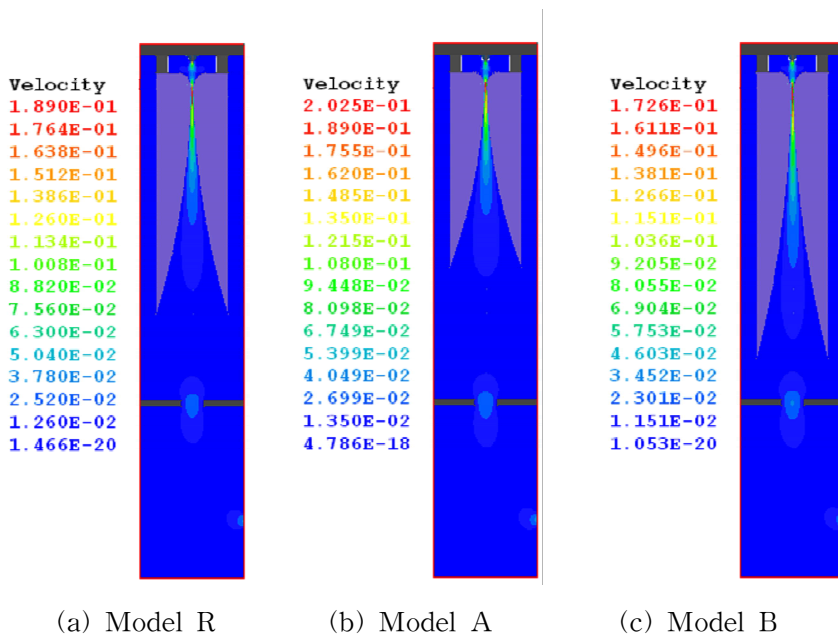 Velocity
1.890E-01
1.764E-01
1.638E-01
1.512E-01
1.386E-01
1.260E-01
1.134E-01
1.008E-01
8.820E-02
7.560E-02
6.300E-02
5.040E-02
3.780E-02
2.520E-02
1.260E-02
1.466E-20
Velocity
2.025E-01
1.890E-01
1.755E-01
1.620E-01
1.485E-01
1.350E-01
1.215E-01
1.080E-01
9.448E-02
8.098E-02
6.749E-02
5.399E-02
4.049E-02
2.699E-02
1.350E-02
4.786E-18
Velocity
1.726E-01
1.611E-01
1.496E-01
1.381E-01
1.266E-01
1.151E-01
1.036E-01
9.205E-02
8.055E-02
6.904E-02
5.753E-02
4.603E-02
3.452E-02
2.301E-02
1.151E-02
1.053E-20
(a) Model R
(b) Model A
(c) Model B